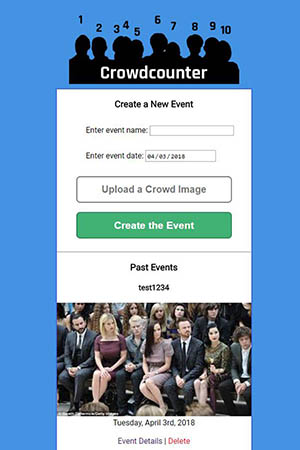 1 2 3 4 5 6 7 8 9 10
Crowdcounter
Create a New Event
Enter event name:
Enter event date: 04/03/2018
Upload a Crowd Image
Create the Event
Past Events
test1234
Tuesday, April 3rd, 2018
Event Details | Delete